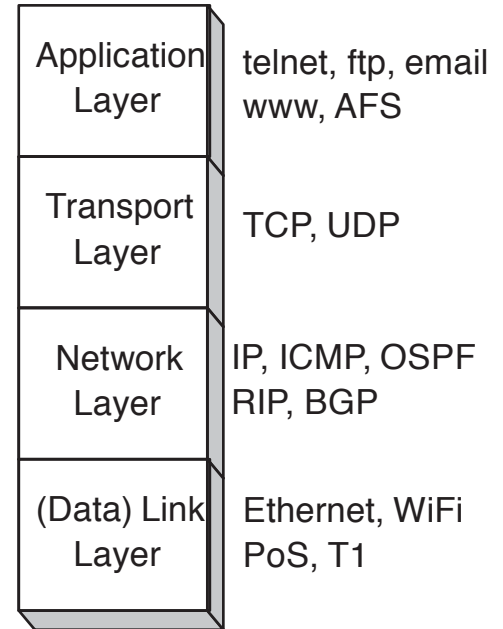 Application
Layer
telnet, ftp, email
www, AFS
Transport
Layer
TCP, UDP
Network
Layer
IP, ICMP, OSPF
RIP, BGP
(Data) Link
Layer
Ethernet, WiFi
PoS, T1